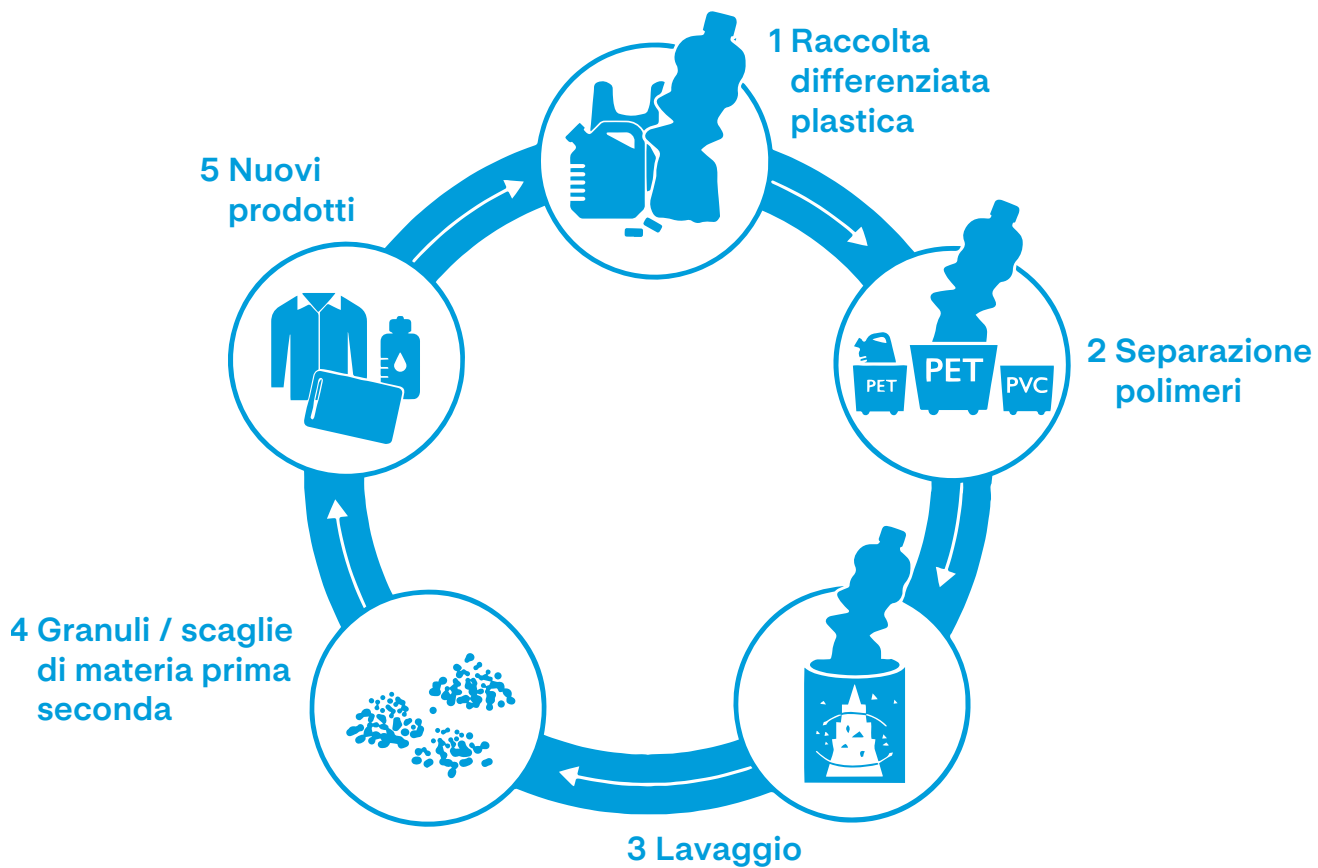 1 Raccolta
differenziata
plastica
5 Nuovi
prodotti
PET
PET
PVC
2 Separazione
polimeri
4 Granuli / scaglie
di materia prima
seconda
3 Lavaggio